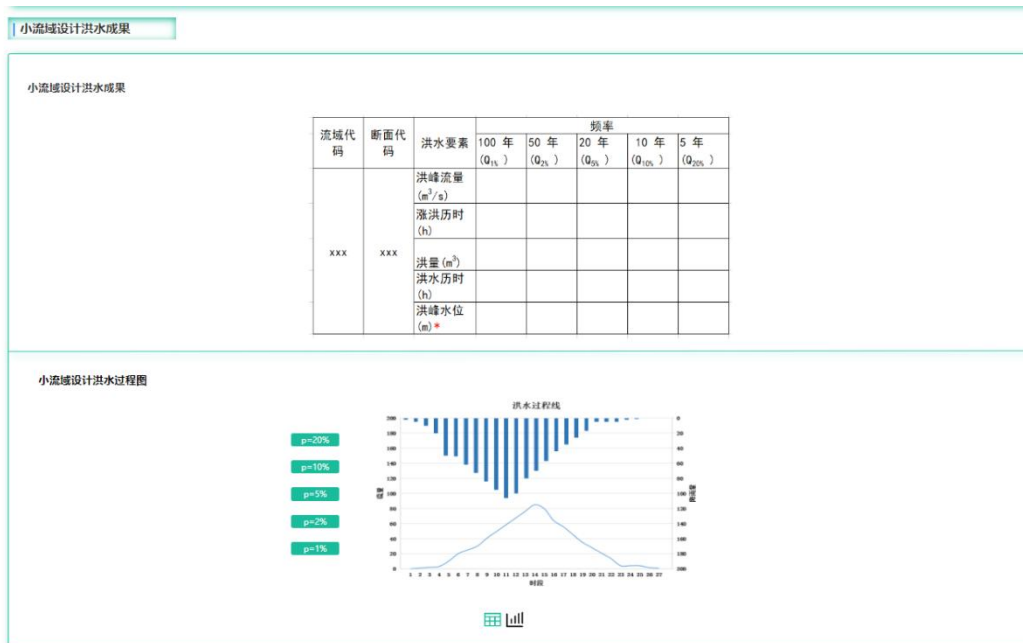 小流域设计洪水成果
小流域设计洪水成果
流域代码
断面代码
洪水要素
频率
100 年 (Q1%)
50 年 (Q2%)
20 年 (Q5%)
10 年 (Q10%)
5 年 (Q20%)
xxx
xxx
洪峰流量 (m³/s)
涨洪历时 (h)
洪量(m³)
洪水历时 (h)
洪峰水位 (m)*
小流域设计洪水过程图
p=20%
p=10%
p=5%
p=2%
p=1%
洪水过程线
200
180
160
140
120
100
80
60
40
20
0
流量
0
20
40
60
80
100
120
140
160
180
200
1 2 3 4 5 6 7 8 9 10 11 12 13 14 15 16 17 18 19 20 21 22 23 24 25 26 27
时段